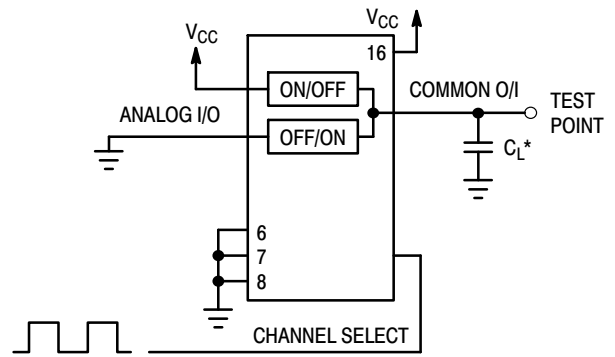 VCC
VCC
16
ON/OFF
COMMON O/I
TEST
POINT
ANALOG I/O
OFF/ON
CL*
6
7
8
CHANNEL SELECT